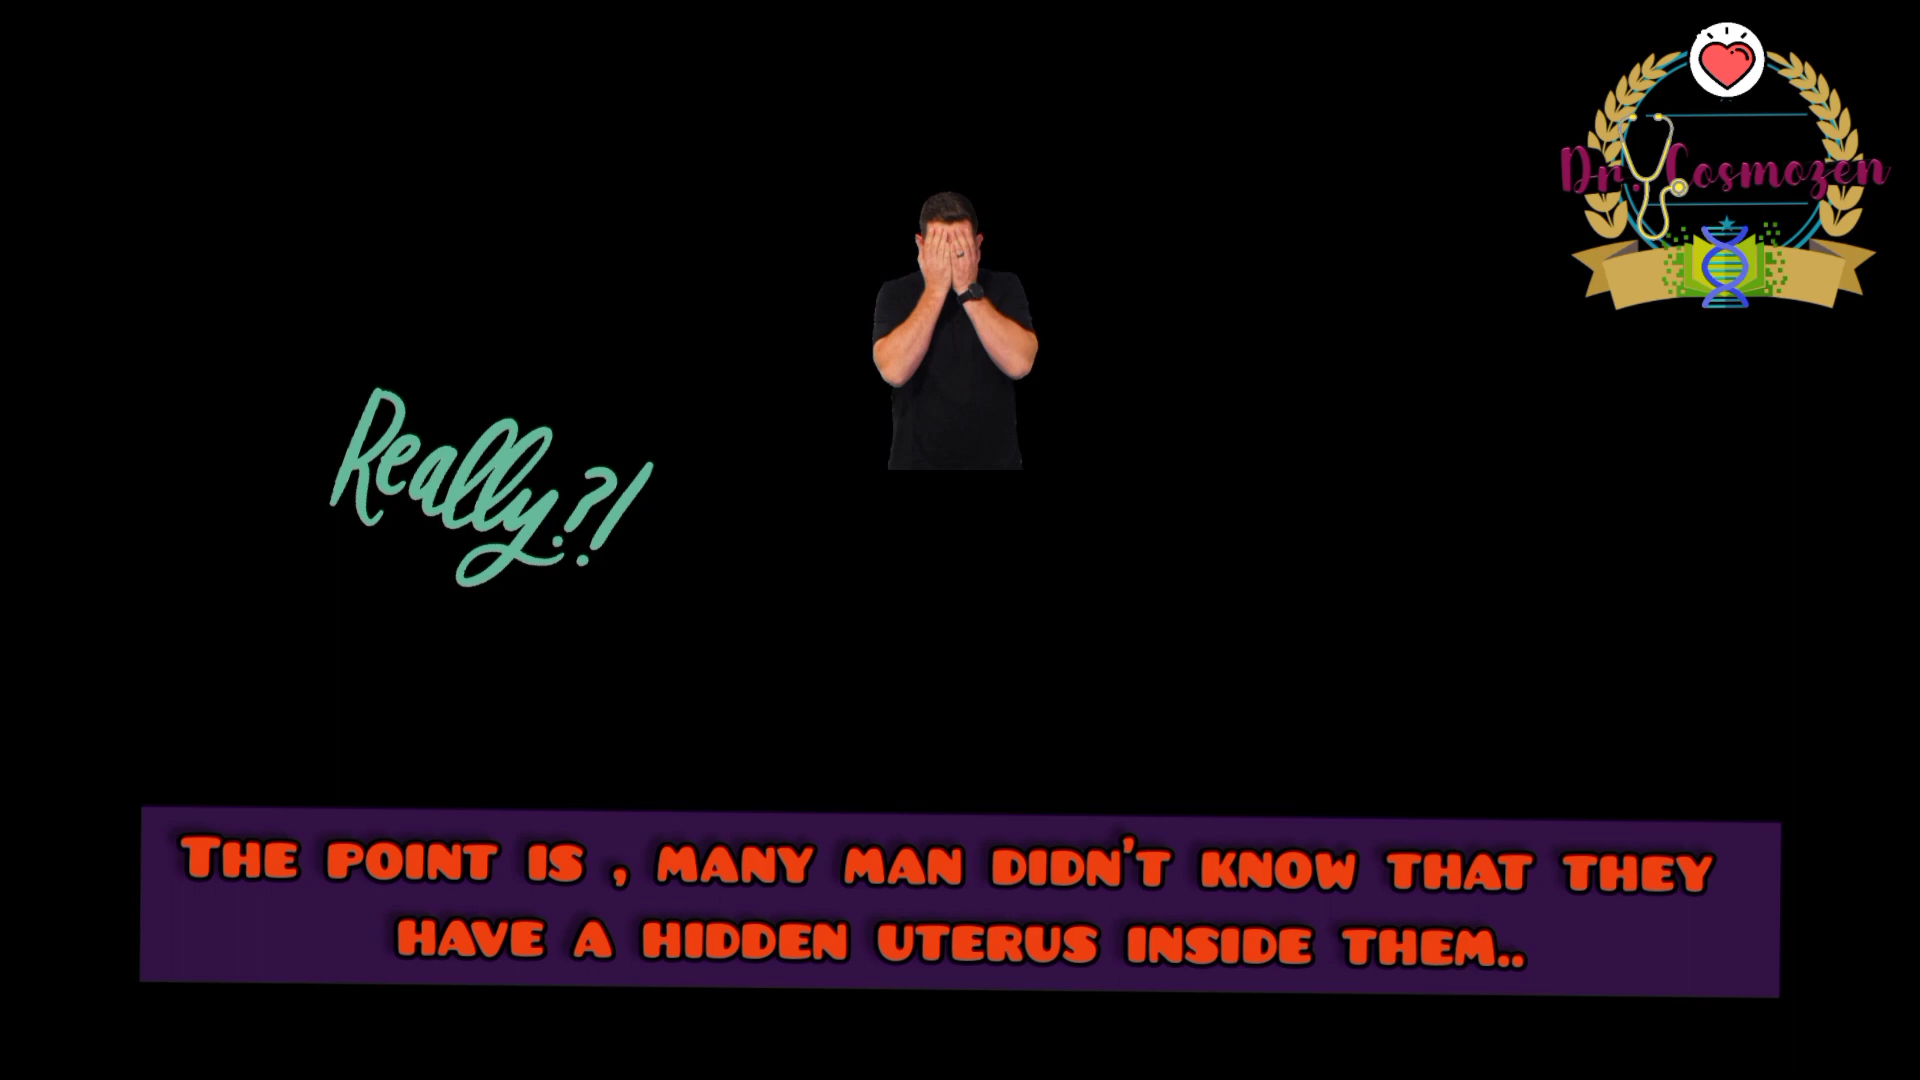 Dr. Cosmozen
Really?!
The point is , many man didn't know that they
have a hidden uterus inside them..